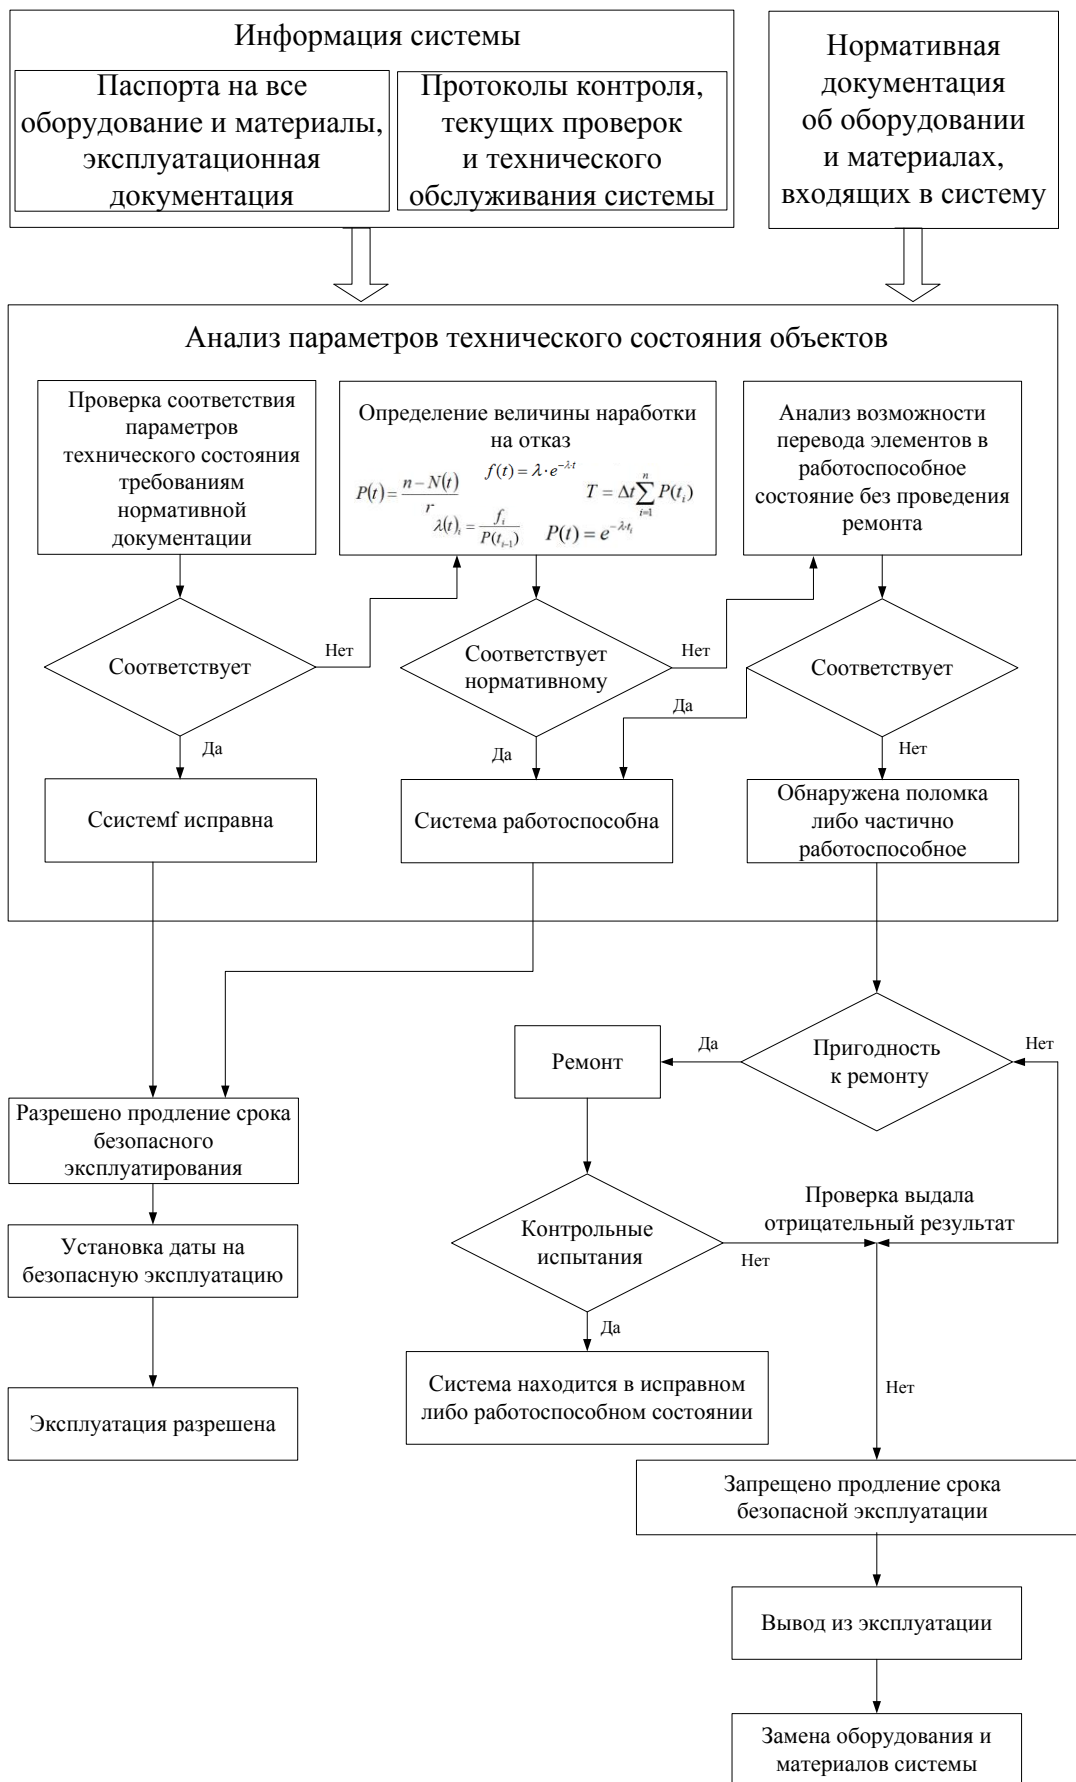 Информация системы
Паспорта на все
оборудование и материалы,
эксплуатационная
документация
Протоколы контроля,
текущих проверок
и технического
обслуживания системы
Нормативная
документация
об оборудовании
и материалах,
входящих в систему
Анализ параметров технического состояния объектов
Проверка соответствия
параметров
технического состояния
требованиям
нормативной
документации
Определение величины наработки
на отказ
f(t) = λ·e^{-λ·t}
P(t) = \frac{n − N(t)}{r}
T = Δt \sum_{i=1}^{n} P(t_i)
λ(t)_i = \frac{f_i}{P(t_{i-1})}
P(t) = e^{-λ·t_i}
Анализ возможности
перевода элементов в
работоспособное
состояние без проведения
ремонта
Соответствует
Нет
Соответствует
нормативному
Нет
Соответствует
Да
Да
Да
Нет
Ссистемf исправна
Система работоспособна
Обнаружена поломка
либо частично
работоспособное
Ремонт
Да
Пригодность
к ремонту
Нет
Разрешено продление срока
безопасного
эксплуатирования
Проверка выдала
отрицательный результат
Контрольные
испытания
Нет
Установка даты на
безопасную эксплуатацию
Да
Система находится в исправном
либо работоспособном состоянии
Нет
Эксплуатация разрешена
Запрещено продление срока
безопасной эксплуатации
Вывод из эксплуатации
Замена оборудования и
материалов системы